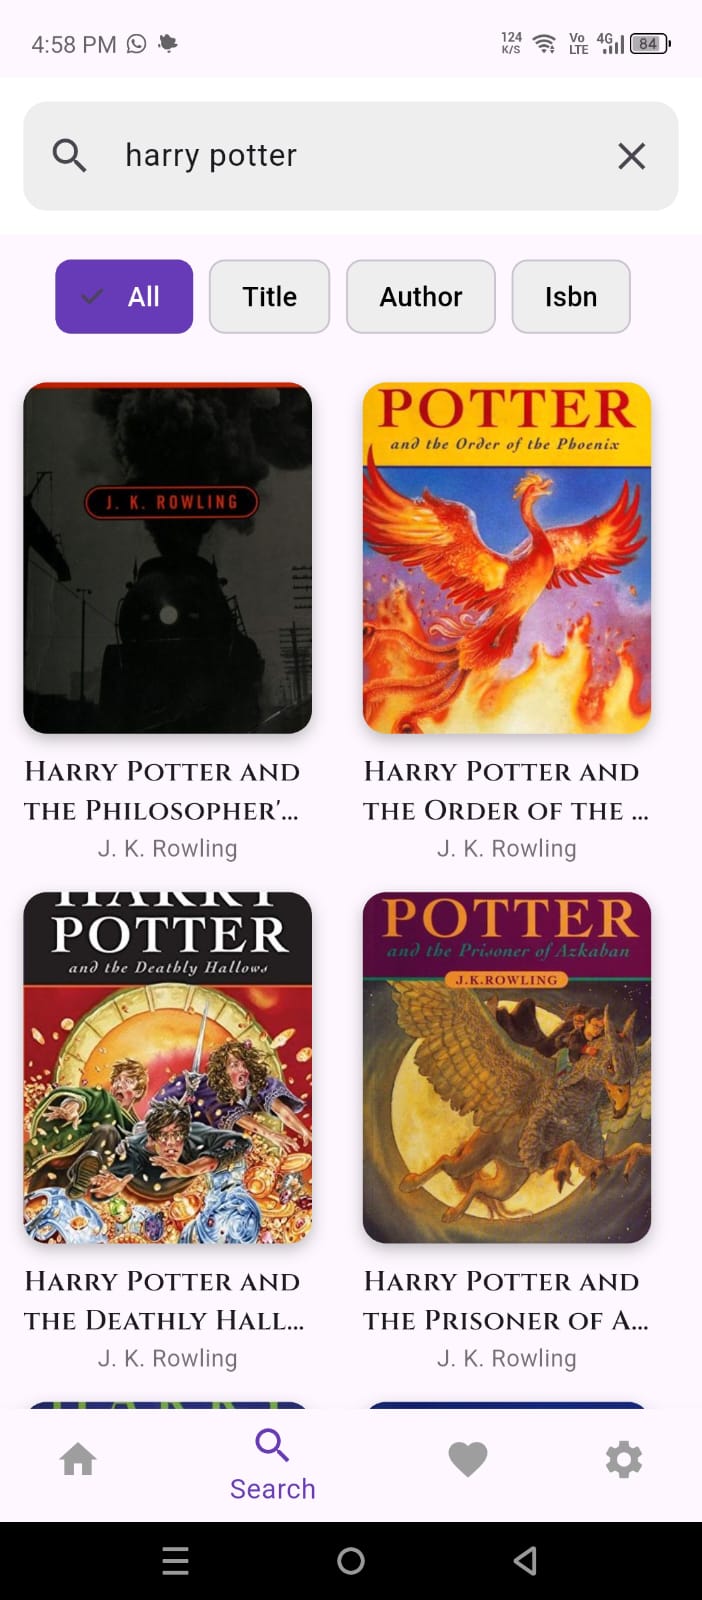 4:58 PM
124
K/S
Vo
LTE
4G
84
harry potter
All
Title
Author
Isbn
J. K. ROWLING
POTTER
and the Order of the Phoenix
HARRY POTTER AND
THE PHILOSOPHER'...
J. K. Rowling
HARRY POTTER AND
THE ORDER OF THE ...
J. K. Rowling
HARRY
POTTER
and the Deathly Hallows
POTTER
and the Prisoner of Azkaban
J.K.ROWLING
HARRY POTTER AND
THE DEATHLY HALL...
J. K. Rowling
HARRY POTTER AND
THE PRISONER OF A...
J. K. Rowling
HARRY
Search